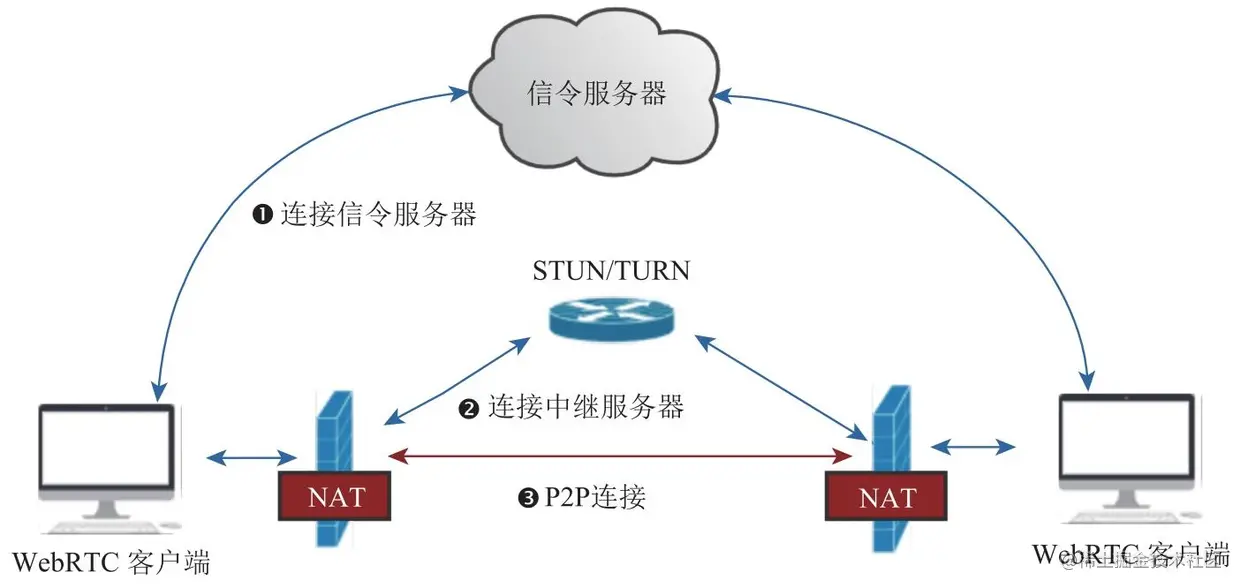 信令服务器
❶ 连接信令服务器
STUN/TURN
❷ 连接中继服务器
NAT
NAT
❸ P2P连接
WebRTC 客户端
WebRTC 客户端
@稀土掘金技术社区